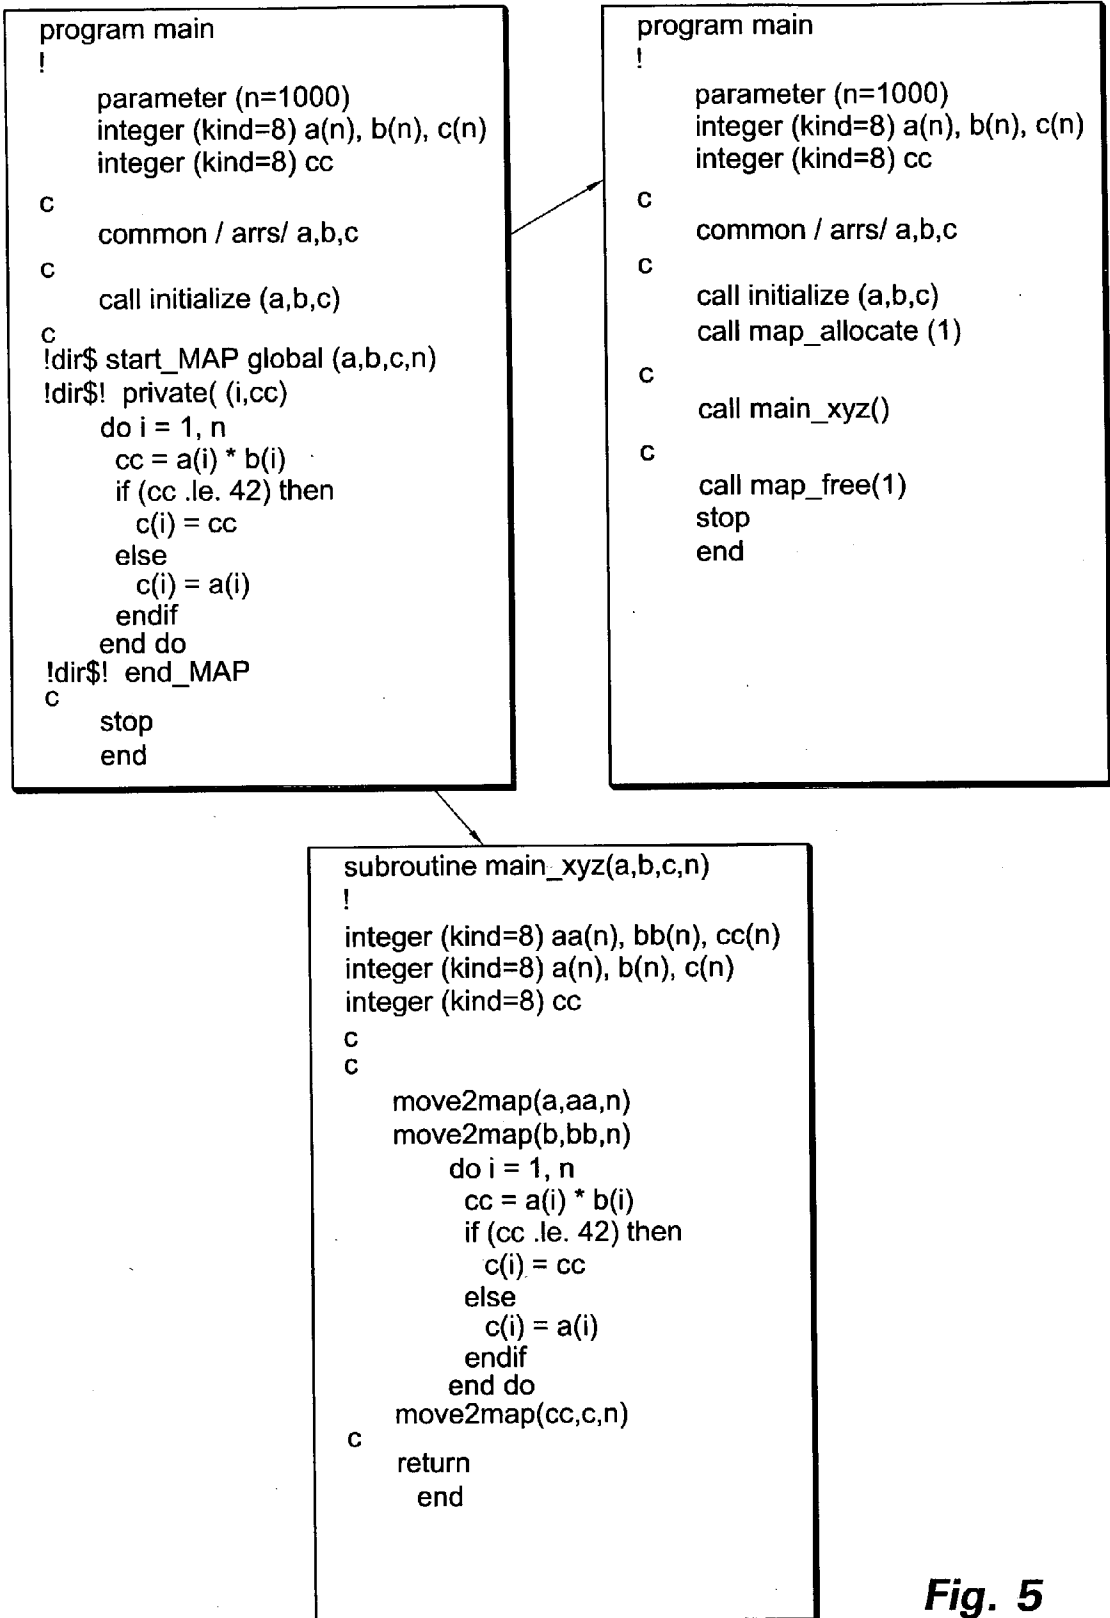 program main
!
parameter (n=1000)
integer (kind=8) a(n), b(n), c(n)
integer (kind=8) cc
c
common / arrs/ a,b,c
c
call initialize (a,b,c)
c
!dir$ start_MAP global (a,b,c,n)
!dir$! private( (i,cc)
do i = 1, n
cc = a(i) * b(i)
if (cc .le. 42) then
c(i) = cc
else
c(i) = a(i)
endif
end do
!dir$! end_MAP
c
stop
end
program main
!
parameter (n=1000)
integer (kind=8) a(n), b(n), c(n)
integer (kind=8) cc
c
common / arrs/ a,b,c
c
call initialize (a,b,c)
call map_allocate (1)
c
call main_xyz()
c
call map_free(1)
stop
end
subroutine main_xyz(a,b,c,n)
!
integer (kind=8) aa(n), bb(n), cc(n)
integer (kind=8) a(n), b(n), c(n)
integer (kind=8) cc
c
c
move2map(a,aa,n)
move2map(b,bb,n)
do i = 1, n
cc = a(i) * b(i)
if (cc .le. 42) then
c(i) = cc
else
c(i) = a(i)
endif
end do
move2map(cc,c,n)
c
return
end
Fig. 5